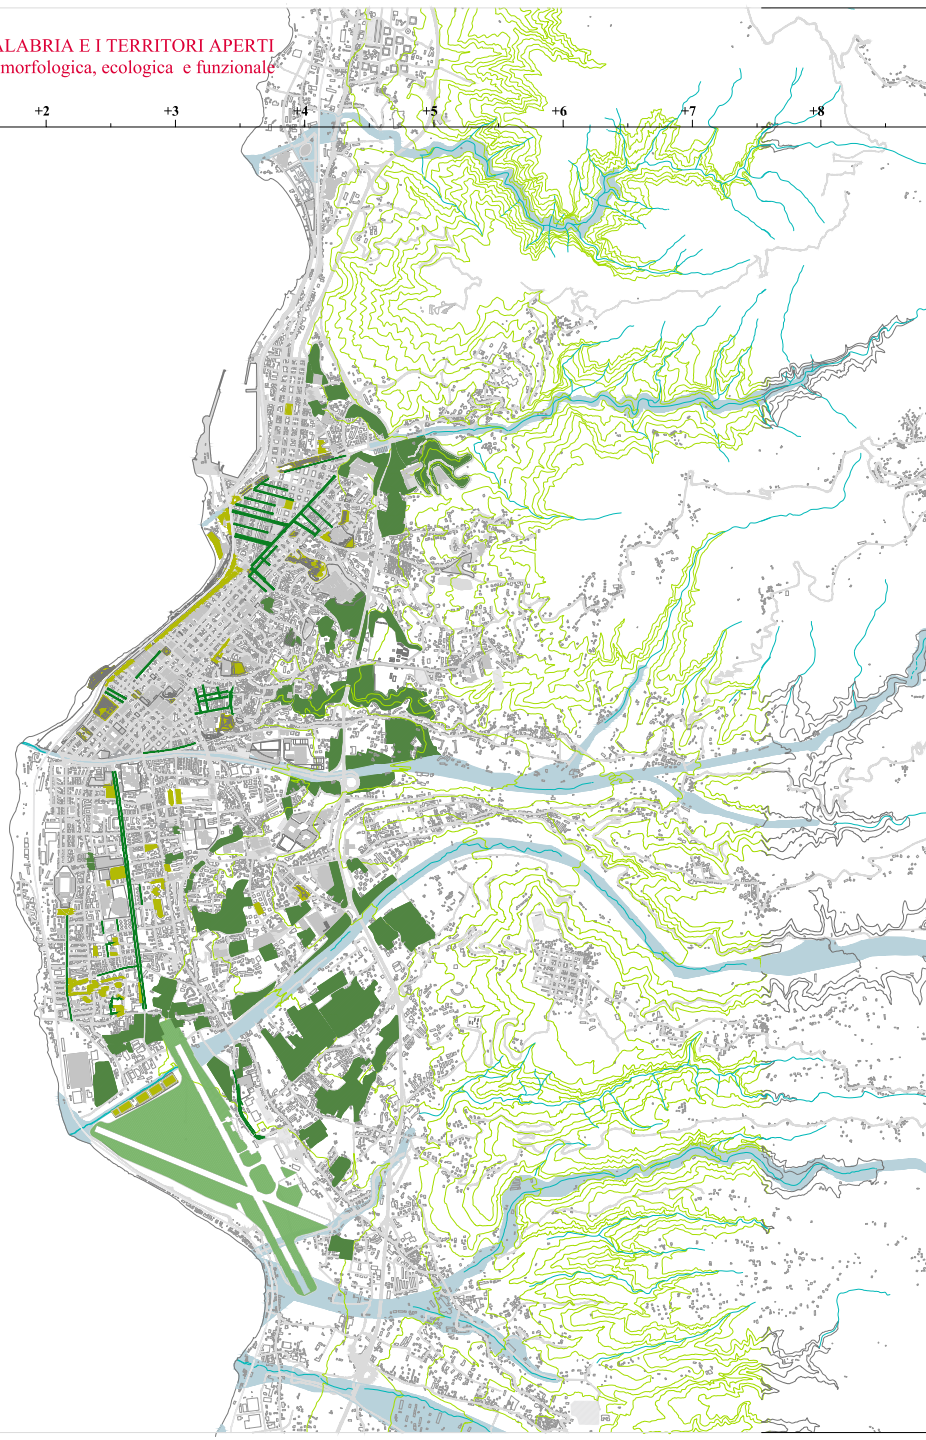 ALABRIA E I TERRITORI APERTI
morfologica, ecologica e funzionale
+2 +3 +4 +5 +6 +7 +8